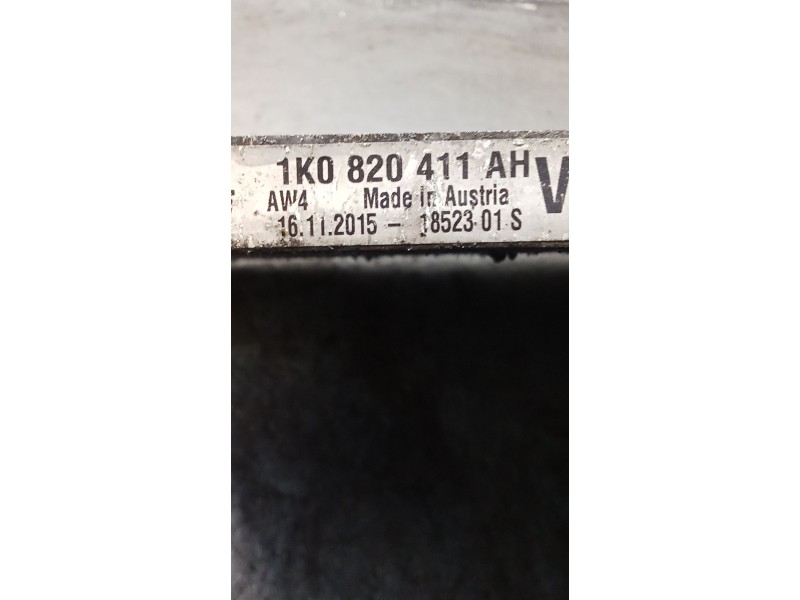 1K0 820 411 AH
AW4 Made in Austria
16.11.2015 - 18523 01 S